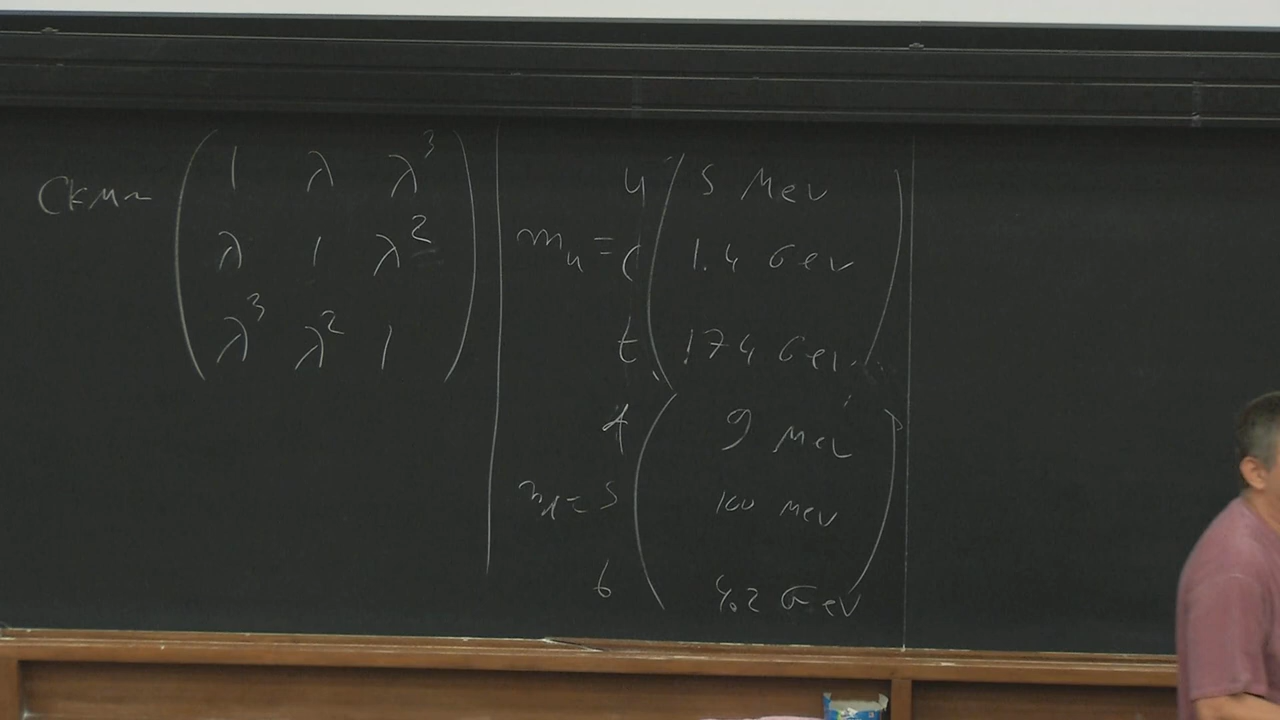 CKM ~ ( 1 λ λ³ )
( λ 1 λ² )
( λ³ λ² 1 )
u ( 5 MeV )
m_u = c ( 1.4 GeV )
t ( 174 GeV )
d ( 9 MeV )
m_d = s ( 100 MeV )
b ( 4.2 GeV )